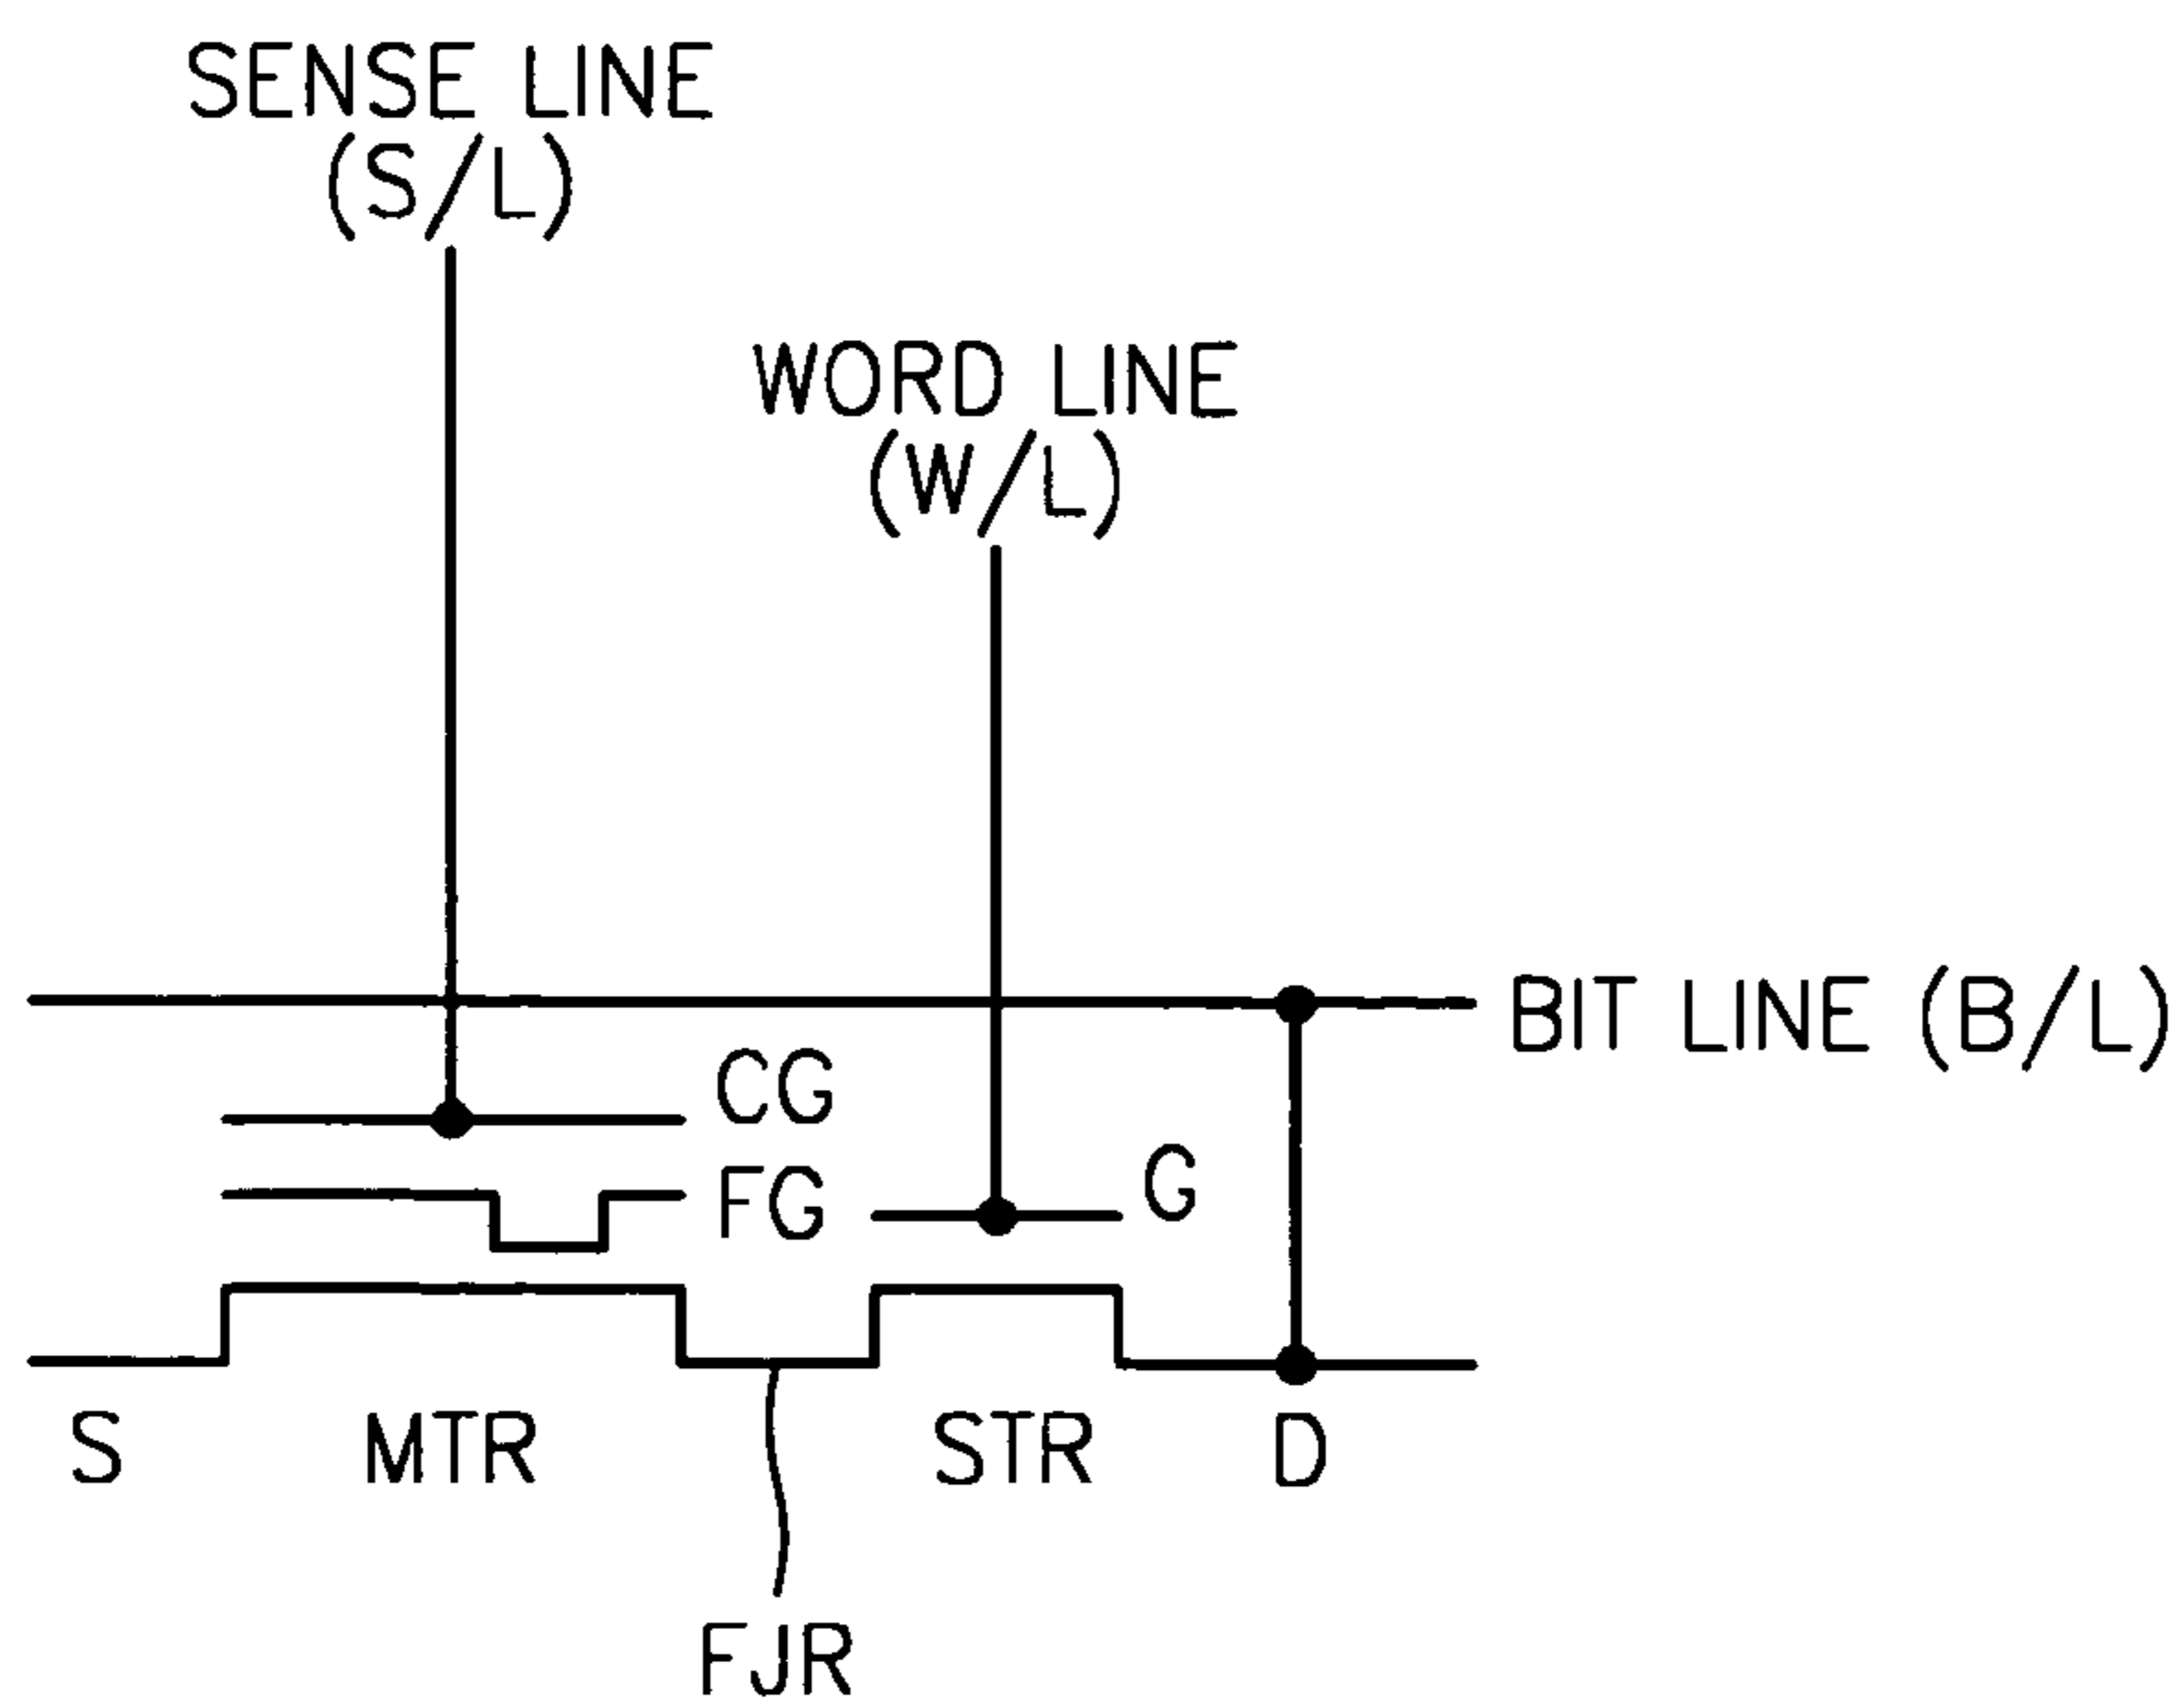 SENSE LINE
(S/L)
WORD LINE
(W/L)
BIT LINE (B/L)
CG
FG
G
S
MTR
STR
D
FJR